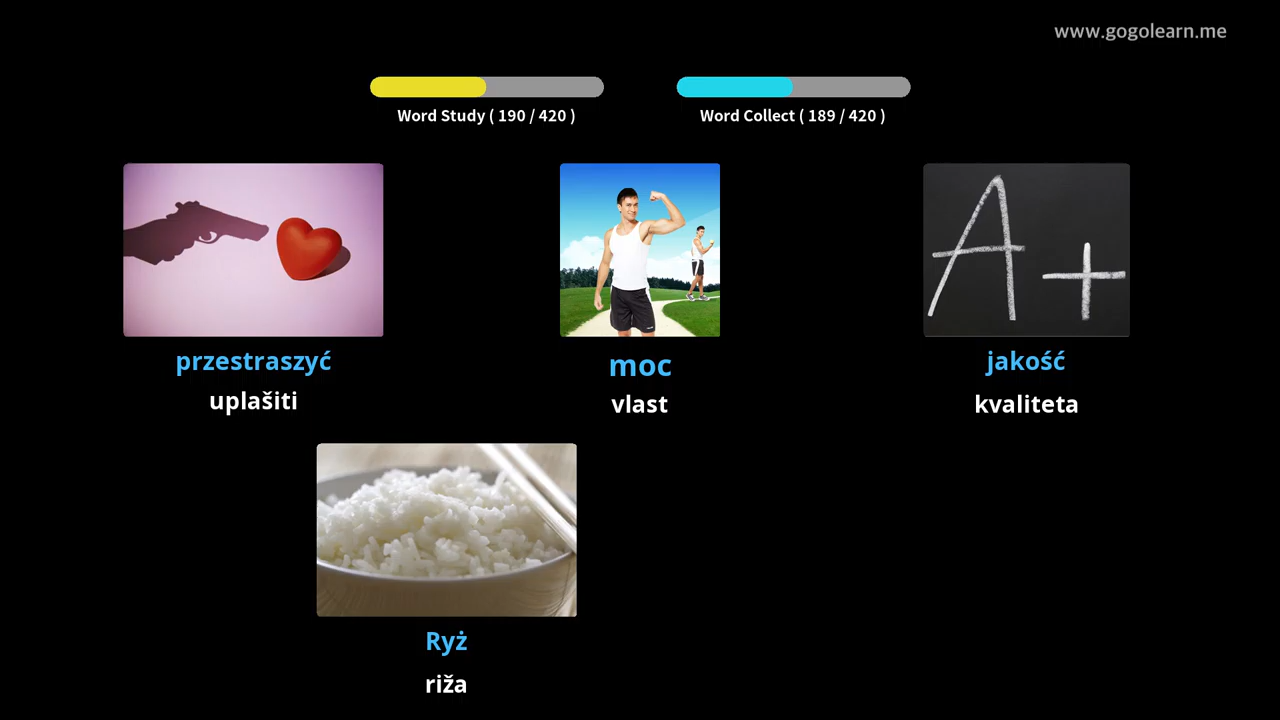 www.gogolearn.me
Word Study ( 190 / 420 )
Word Collect ( 189 / 420 )
A+
przestraszyć
moc
jakość
uplašiti
vlast
kvaliteta
Ryż
riža